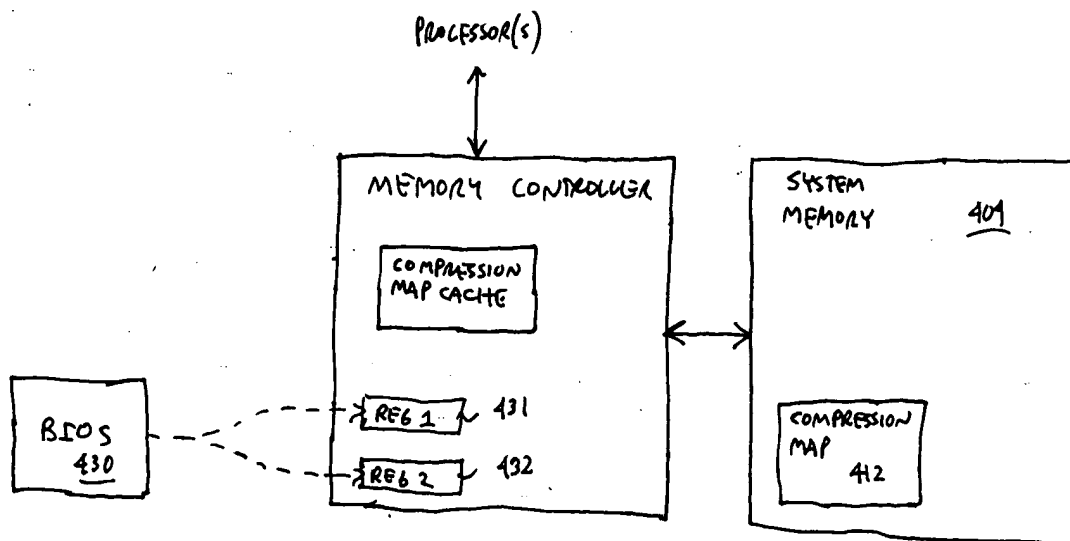 PROCESSOR(S)
MEMORY CONTROLLER
COMPRESSION
MAP CACHE
REG 1
431
REG 2
432
BIOS
430
SYSTEM
MEMORY
404
COMPRESSION
MAP
412